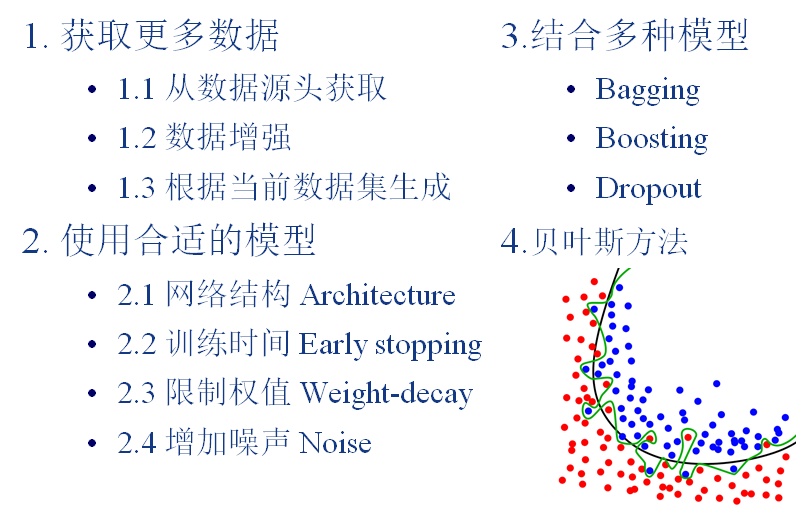 1. 获取更多数据
• 1.1 从数据源头获取
• 1.2 数据增强
• 1.3 根据当前数据集生成
2. 使用合适的模型
• 2.1 网络结构 Architecture
• 2.2 训练时间 Early stopping
• 2.3 限制权值 Weight-decay
• 2.4 增加噪声 Noise
3.结合多种模型
• Bagging
• Boosting
• Dropout
4.贝叶斯方法